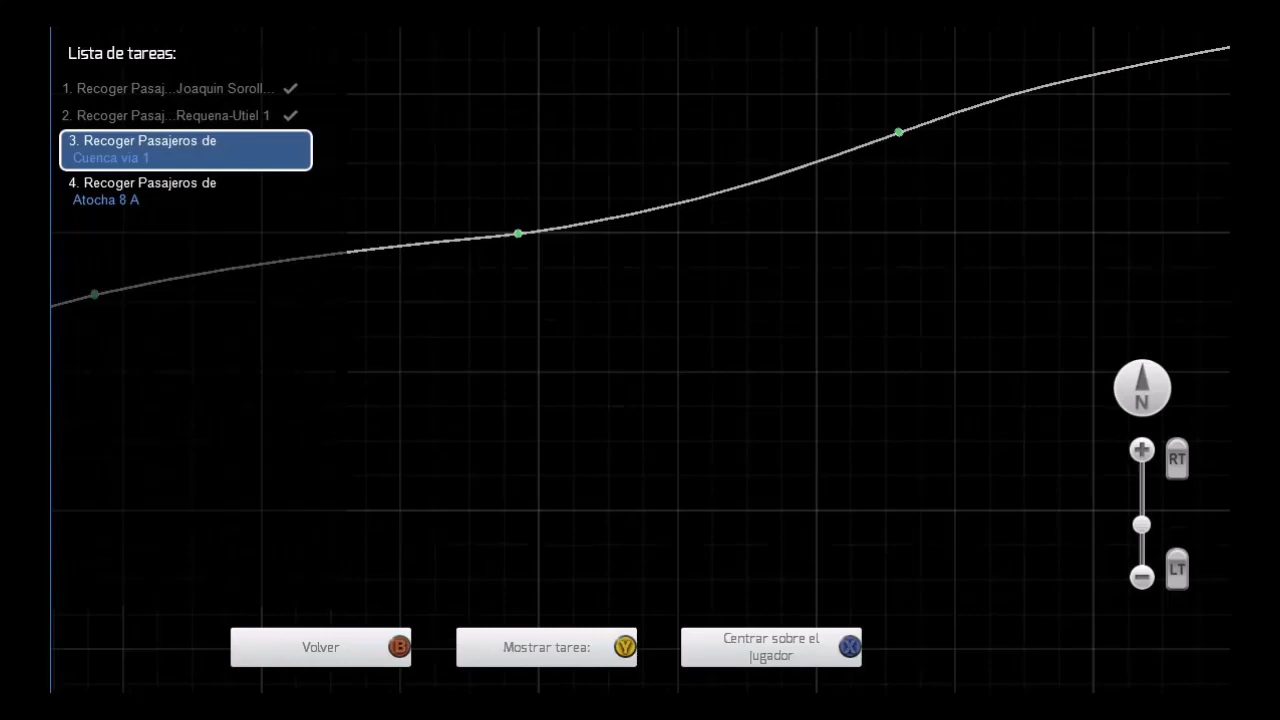 Lista de tareas:
1. Recoger Pasaj...Joaquin Soroll...
2. Recoger Pasaj...Requena-Utiel 1
3. Recoger Pasajeros de
Cuenca via 1
4. Recoger Pasajeros de
Atocha 8 A
N
RT
LT
Volver B
Mostrar tarea: Y
Centrar sobre el
jugador X